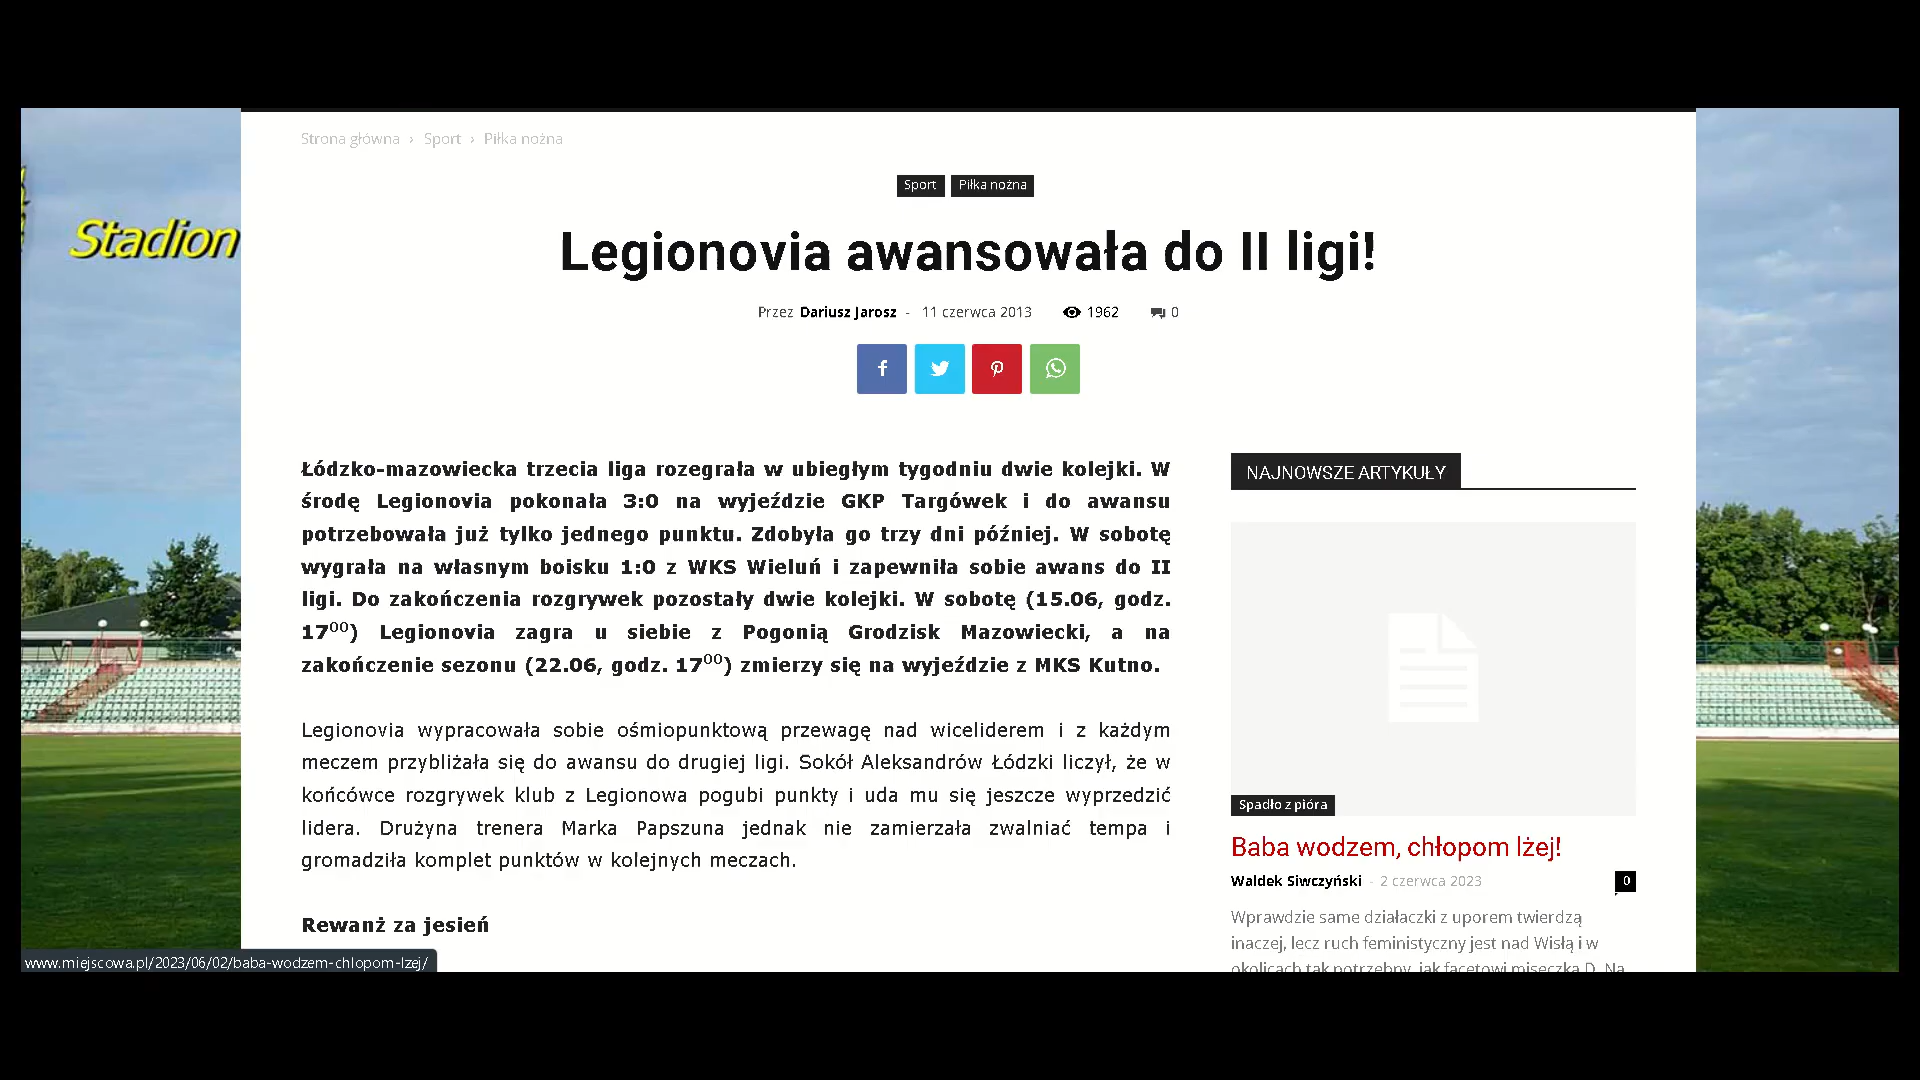 Strona główna › Sport › Piłka nożna
Sport Piłka nożna
Stadion
Legionovia awansowała do II ligi!
Przez Dariusz Jarosz - 11 czerwca 2013 1962 0
Łódzko-mazowiecka trzecia liga rozegrała w ubiegłym tygodniu dwie kolejki. W
środę Legionovia pokonała 3:0 na wyjeździe GKP Targówek i do awansu
potrzebowała już tylko jednego punktu. Zdobyła go trzy dni później. W sobotę
wygrała na własnym boisku 1:0 z WKS Wieluń i zapewniła sobie awans do II
ligi. Do zakończenia rozgrywek pozostały dwie kolejki. W sobotę (15.06, godz.
17⁰⁰) Legionovia zagra u siebie z Pogonią Grodzisk Mazowiecki, a na
zakończenie sezonu (22.06, godz. 17⁰⁰) zmierzy się na wyjeździe z MKS Kutno.
Legionovia wypracowała sobie ośmiopunktową przewagę nad wiceliderem i z każdym
meczem przybliżała się do awansu do drugiej ligi. Sokół Aleksandrów Łódzki liczył, że w
końcówce rozgrywek klub z Legionowa pogubi punkty i uda mu się jeszcze wyprzedzić
lidera. Drużyna trenera Marka Papszuna jednak nie zamierzała zwalniać tempa i
gromadziła komplet punktów w kolejnych meczach.
Rewanż za jesień
NAJNOWSZE ARTYKUŁY
Spadło z pióra
Baba wodzem, chłopom lżej!
Waldek Siwczyński - 2 czerwca 2023 0
Wprawdzie same działaczki z uporem twierdzą
inaczej, lecz ruch feministyczny jest nad Wisłą i w
okolicach tak potrzebny, jak facetowi miseczka D. Na
www.miejscowa.pl/2023/06/02/baba-wodzem-chlopom-lzej/